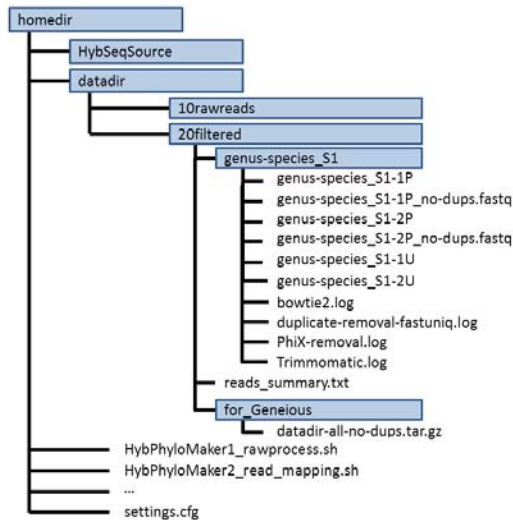 homedir
HybSeqSource
datadir
10rawreads
20filtered
genus-species_S1
genus-species_S1-1P
genus-species_S1-1P_no-dups.fastq
genus-species_S1-2P
genus-species_S1-2P_no-dups.fastq
genus-species_S1-1U
genus-species_S1-2U
bowtie2.log
duplicate-removal-fastuniq.log
PhiX-removal.log
Trimmomatic.log
reads_summary.txt
for_Geneious
datadir-all-no-dups.tar.gz
HybPhyloMaker1_rawprocess.sh
HybPhyloMaker2_read_mapping.sh
...
settings.cfg